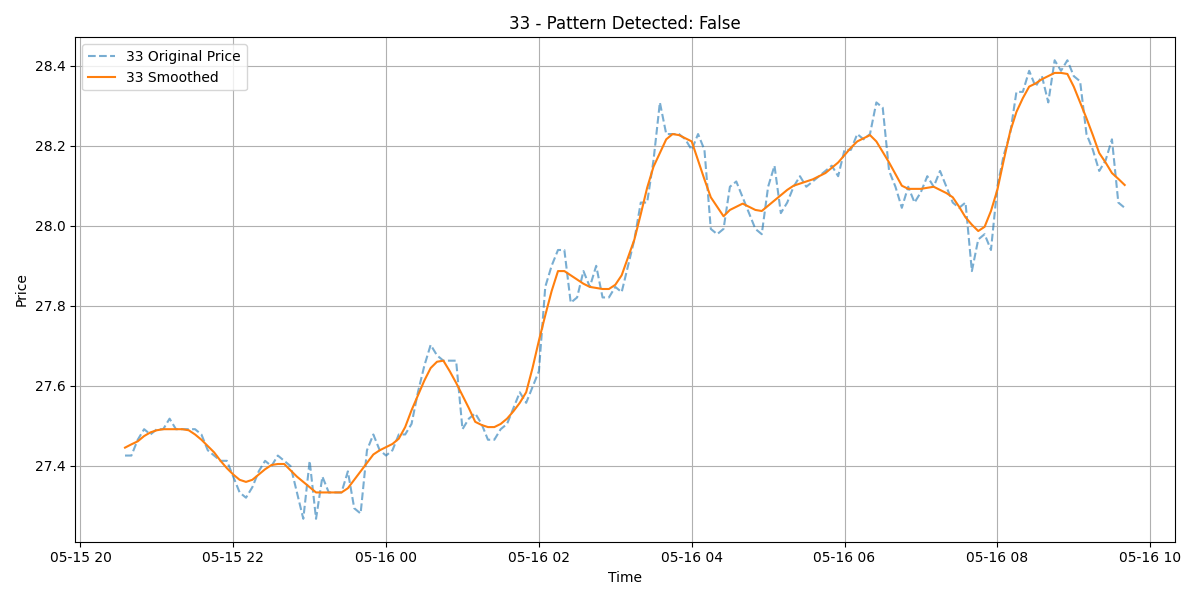 33 - Pattern Detected: False
33 Original Price
33 Smoothed
Price
28.4
28.2
28.0
27.8
27.6
27.4
05-15 20
05-15 22
05-16 00
05-16 02
05-16 04
05-16 06
05-16 08
05-16 10
Time